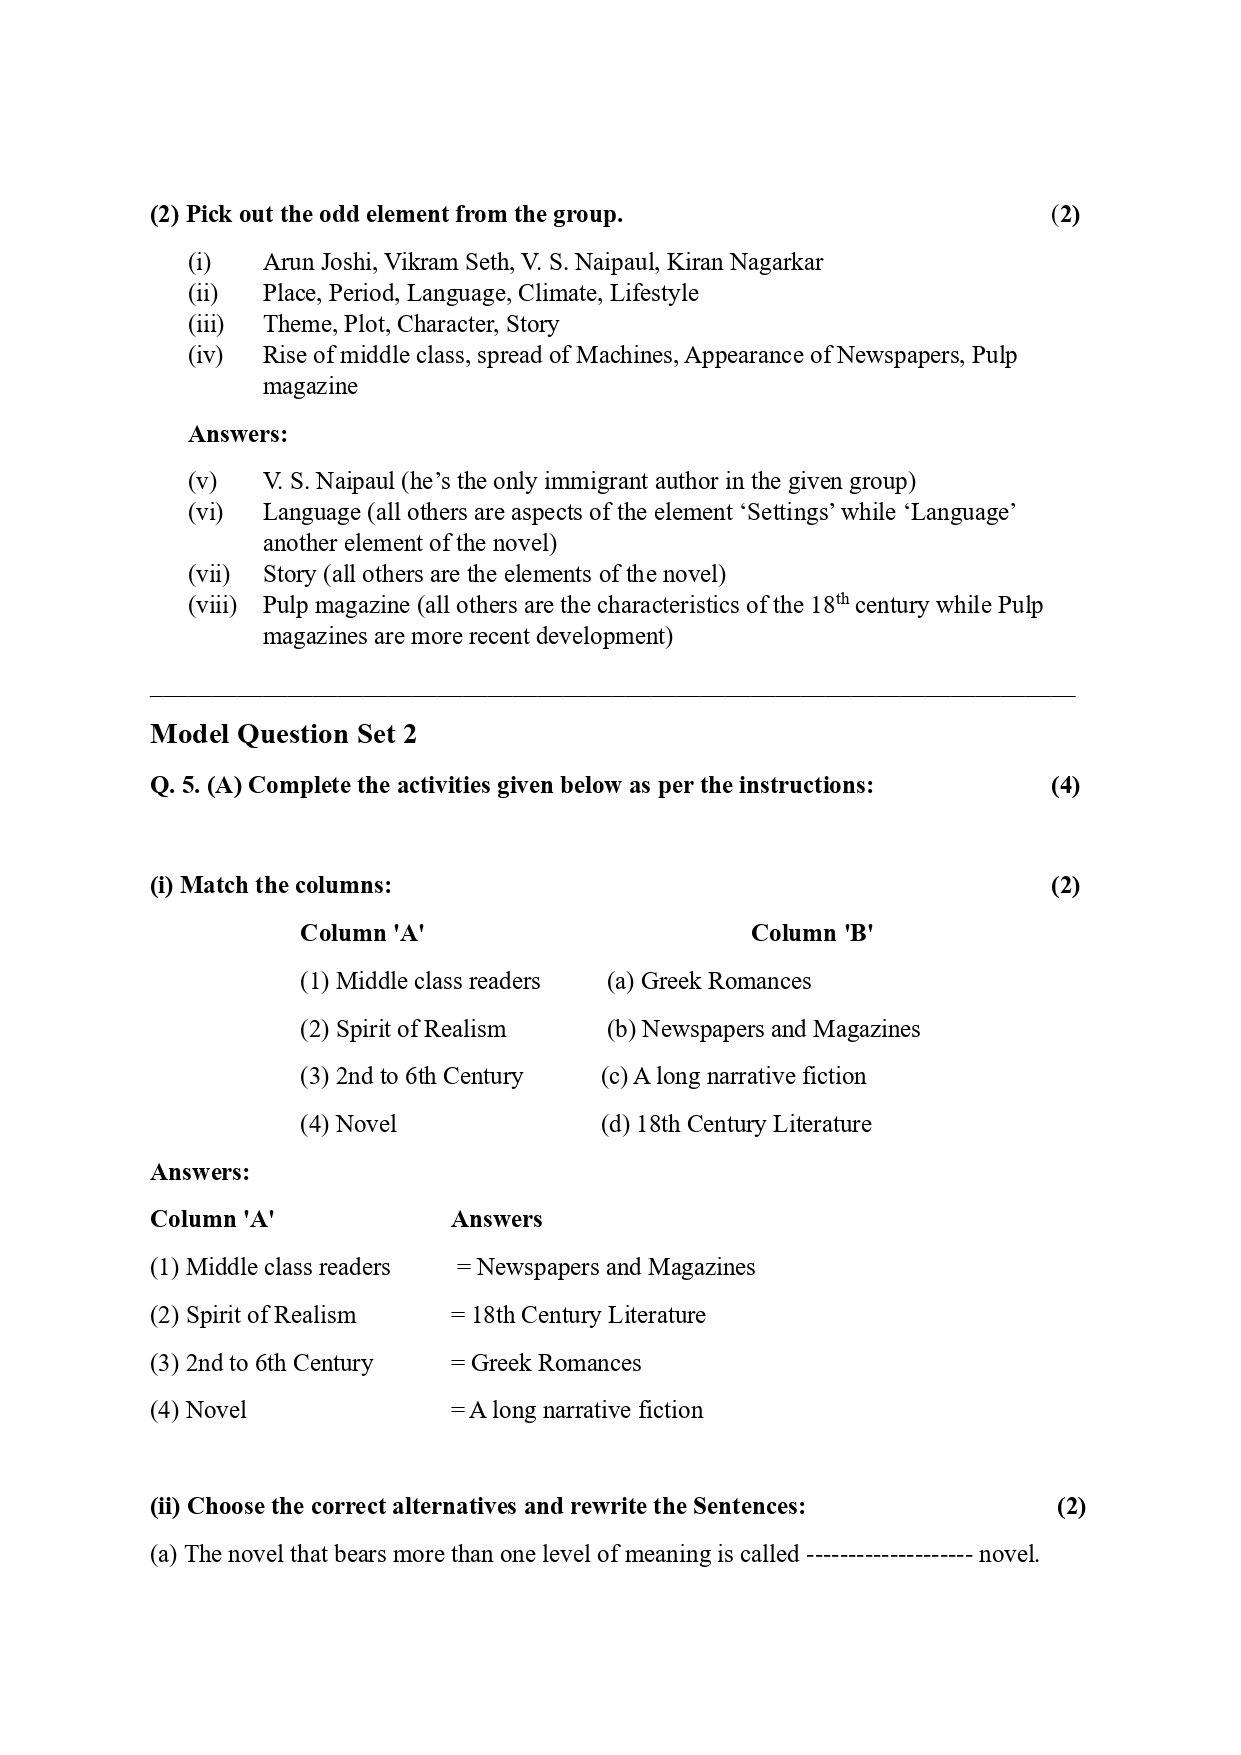 (2) Pick out the odd element from the group. (2)
(i) Arun Joshi, Vikram Seth, V. S. Naipaul, Kiran Nagarkar
(ii) Place, Period, Language, Climate, Lifestyle
(iii) Theme, Plot, Character, Story
(iv) Rise of middle class, spread of Machines, Appearance of Newspapers, Pulp
magazine
Answers:
(v) V. S. Naipaul (he’s the only immigrant author in the given group)
(vi) Language (all others are aspects of the element ‘Settings’ while ‘Language’
another element of the novel)
(vii) Story (all others are the elements of the novel)
(viii) Pulp magazine (all others are the characteristics of the 18th century while Pulp
magazines are more recent development)
Model Question Set 2
Q. 5. (A) Complete the activities given below as per the instructions: (4)
(i) Match the columns: (2)
Column 'A' Column 'B'
(1) Middle class readers (a) Greek Romances
(2) Spirit of Realism (b) Newspapers and Magazines
(3) 2nd to 6th Century (c) A long narrative fiction
(4) Novel (d) 18th Century Literature
Answers:
Column 'A' Answers
(1) Middle class readers = Newspapers and Magazines
(2) Spirit of Realism = 18th Century Literature
(3) 2nd to 6th Century = Greek Romances
(4) Novel = A long narrative fiction
(ii) Choose the correct alternatives and rewrite the Sentences: (2)
(a) The novel that bears more than one level of meaning is called -------------------- novel.